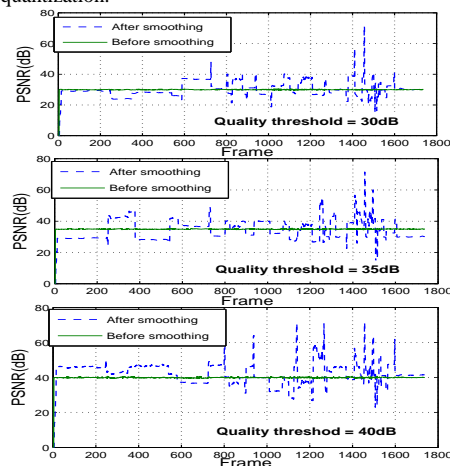 quantization.
80
60
40
20
0
PSNR(dB)
After smoothing
Before smoothing
Quality threshold = 30dB
0 200 400 600 800 1000 1200 1400 1600 1800
Frame
80
60
40
20
0
PSNR(dB)
After smoothing
Before smoothing
Quality threshold = 35dB
0 200 400 600 800 1000 1200 1400 1600 1800
Frame
80
60
40
20
0
PSNR(dB)
After smoothing
Before smoothing
Quality threshod = 40dB
0 200 400 600 800 1000 1200 1400 1600 1800
Frame